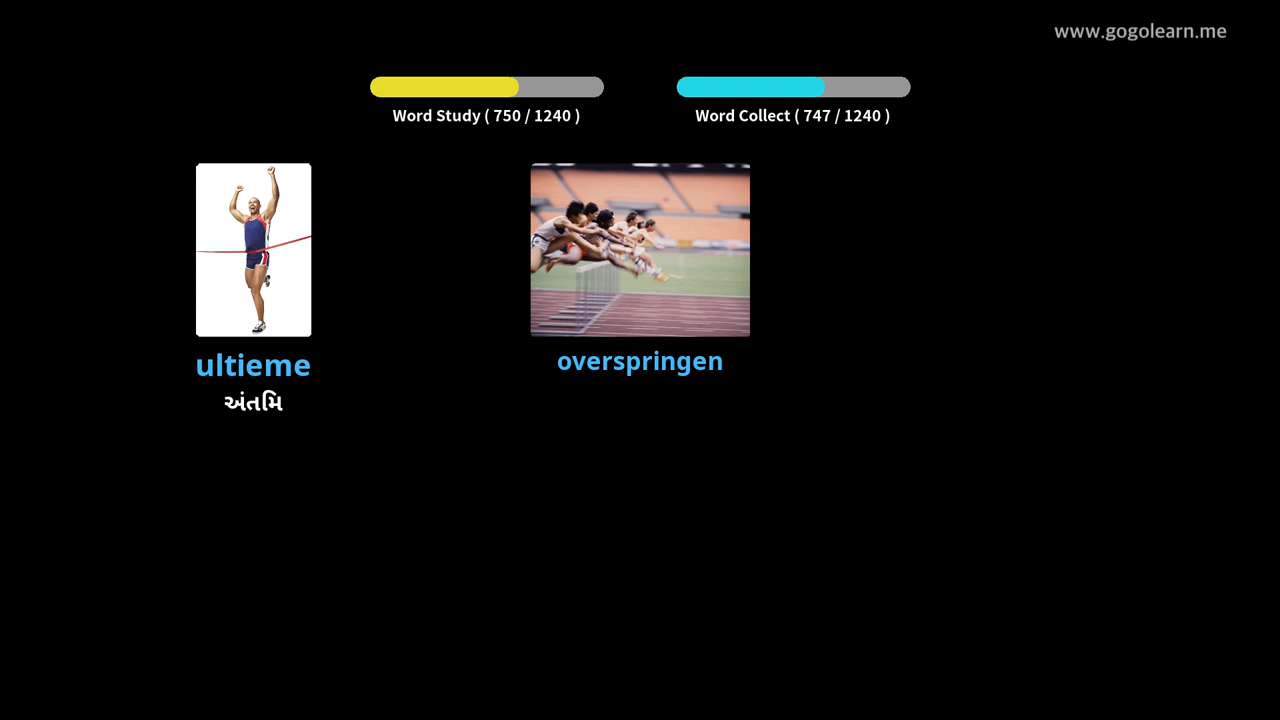 www.gogolearn.me
Word Study ( 750 / 1240 )
Word Collect ( 747 / 1240 )
ultieme
overspringen
અંતિમ